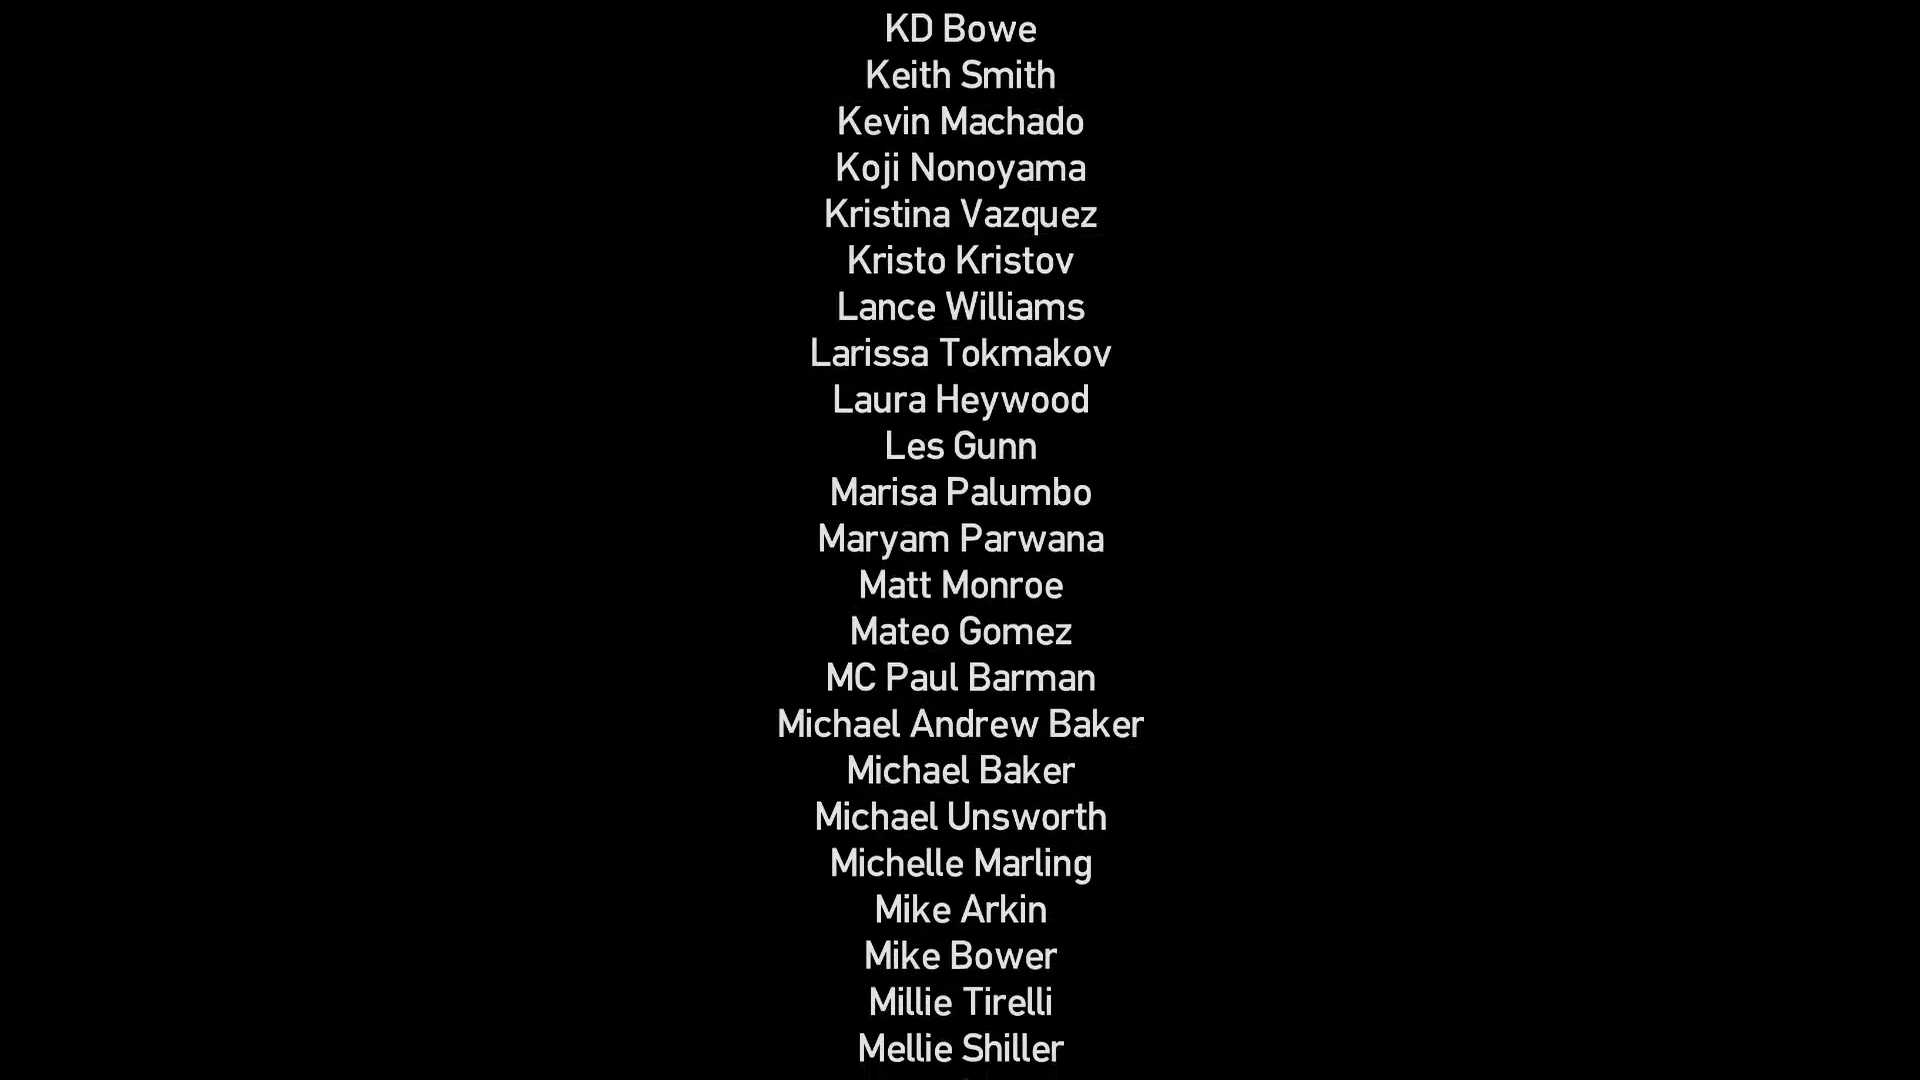 KD Bowe
Keith Smith
Kevin Machado
Koji Nonoyama
Kristina Vazquez
Kristo Kristov
Lance Williams
Larissa Tokmakov
Laura Heywood
Les Gunn
Marisa Palumbo
Maryam Parwana
Matt Monroe
Mateo Gomez
MC Paul Barman
Michael Andrew Baker
Michael Baker
Michael Unsworth
Michelle Marling
Mike Arkin
Mike Bower
Millie Tirelli
Mellie Shiller